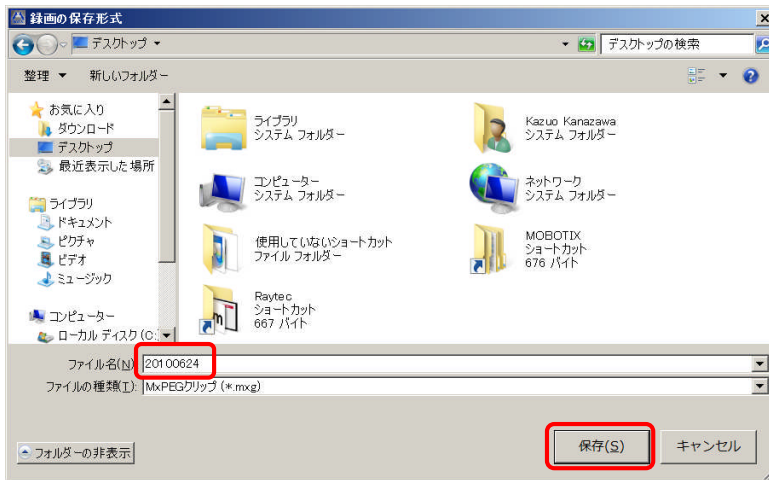 録画の保存形式
デスクトップ
デスクトップの検索
整理 ▼ 新しいフォルダー
お気に入り
ダウンロード
デスクトップ
最近表示した場所
ライブラリ
ドキュメント
ピクチャ
ビデオ
ミュージック
コンピューター
ローカル ディスク (C:
ライブラリ
システム フォルダー
Kazuo Kanazawa
システム フォルダー
コンピューター
システム フォルダー
ネットワーク
システム フォルダー
使用していないショートカット
ファイル フォルダー
MOBOTIX
ショートカット
676 バイト
Raytec
ショートカット
667 バイト
ファイル名(N) 20100624
ファイルの種類(T): MxPEGクリップ (*.mxg)
フォルダーの非表示
保存(S)
キャンセル